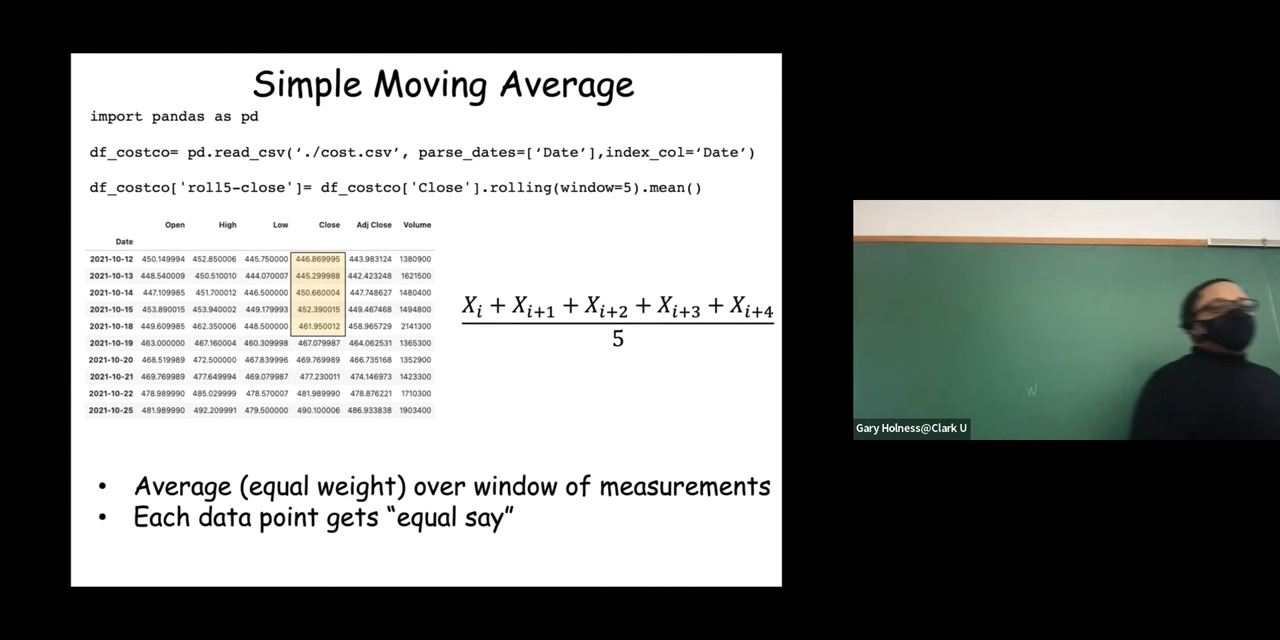 Simple Moving Average
import pandas as pd
df_costco= pd.read_csv(‘./cost.csv’, parse_dates=[‘Date’],index_col=‘Date’)
df_costco['roll5-close']= df_costco['Close'].rolling(window=5).mean()
Open High Low Close Adj Close Volume
Date
2021-10-12 450.149994 452.850006 445.750000 446.869995 443.983124 1380900
2021-10-13 448.540009 450.510010 444.070007 445.299988 442.423248 1621500
2021-10-14 447.109985 451.700012 446.500000 450.660004 447.748627 1480400
2021-10-15 453.890015 453.940002 449.179993 452.390015 449.467468 1494800
2021-10-18 449.609985 462.350006 448.500000 461.950012 458.965729 2141300
2021-10-19 463.000000 467.160004 460.309998 467.079987 464.062531 1365300
2021-10-20 468.519989 472.500000 467.839996 469.769989 466.735168 1352900
2021-10-21 469.769989 477.649994 469.079987 477.230011 474.146973 1423300
2021-10-22 478.989990 485.029999 478.570007 481.989990 478.876221 1710300
2021-10-25 481.989990 492.209991 479.500000 490.100006 486.933838 1903400
X_i + X_{i+1} + X_{i+2} + X_{i+3} + X_{i+4}
5
• Average (equal weight) over window of measurements
• Each data point gets “equal say”
W
Gary Holness@Clark U